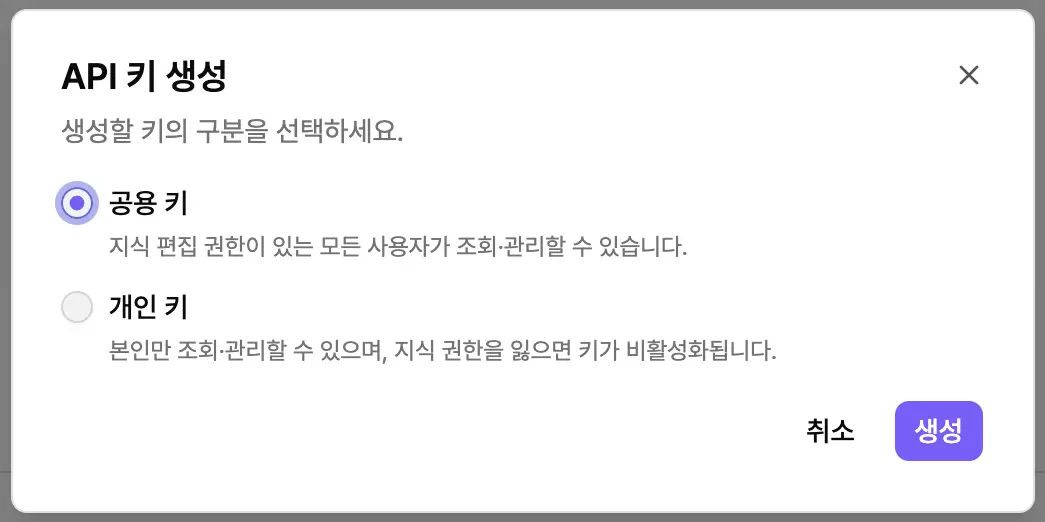 API 키 생성
생성할 키의 구분을 선택하세요.
공용 키
지식 편집 권한이 있는 모든 사용자가 조회·관리할 수 있습니다.
개인 키
본인만 조회·관리할 수 있으며, 지식 권한을 잃으면 키가 비활성화됩니다.
취소
생성